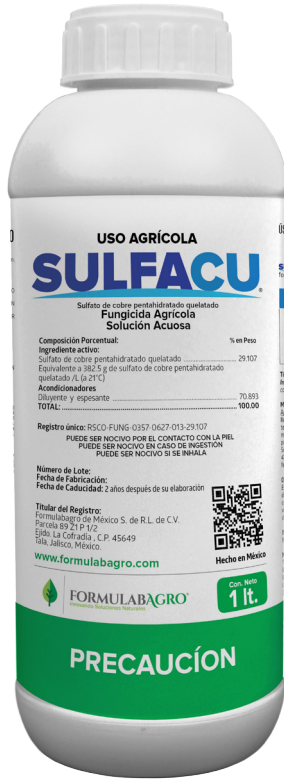 USO AGRÍCOLA
SULFACU®
Sulfato de cobre pentahidratado quelatado
Fungicida Agrícola
Solución Acuosa
Composición Porcentual: % en Peso
Ingrediente activo:
Sulfato de cobre pentahidratado quelatado 29.107
Equivalente a 382.5 g de sulfato de cobre pentahidratado
quelatado /L (a 21°C)
Acondicionadores
Diluyente y espesante 70.893
TOTAL: 100.00
Registro único: RSCO-FUNG-0357-0627-013-29.107
PUEDE SER NOCIVO POR EL CONTACTO CON LA PIEL
PUEDE SER NOCIVO EN CASO DE INGESTIÓN
PUEDE SER NOCIVO SI SE INHALA
Número de Lote:
Fecha de Fabricación:
Fecha de Caducidad: 2 años después de su elaboración
Titular del Registro:
Formulabagro de México S. de R.L. de C.V.
Parcela 89 Z1 P 1/2
Ejido. La Cofradia , C.P. 45649
Tala, Jalisco, México.
www.formulabagro.com
Hecho en México
FORMULABAGRO®
Innovando Soluciones Naturales
Con. Neto
1 lt.
PRECAUCÍON